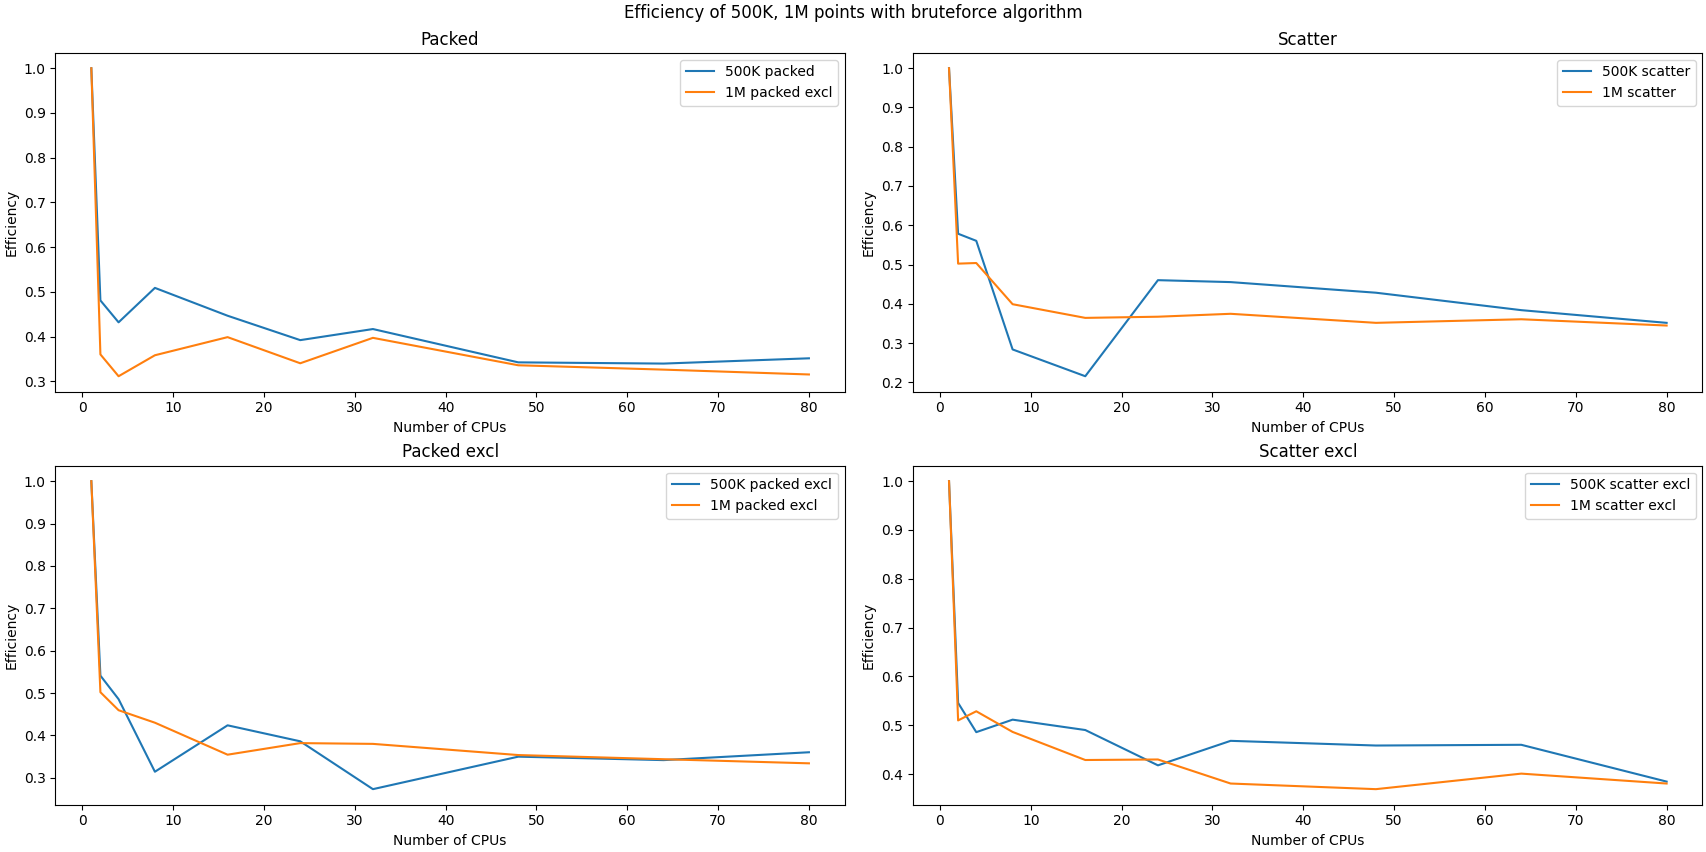 Efficiency of 500K, 1M points with bruteforce algorithm
Packed
1.0
0.9
0.8
0.7
0.6
0.5
0.4
0.3
Efficiency
500K packed
1M packed excl
0 10 20 30 40 50 60 70 80
Number of CPUs
Scatter
1.0
0.9
0.8
0.7
0.6
0.5
0.4
0.3
0.2
Efficiency
500K scatter
1M scatter
0 10 20 30 40 50 60 70 80
Number of CPUs
Packed excl
1.0
0.9
0.8
0.7
0.6
0.5
0.4
0.3
Efficiency
500K packed excl
1M packed excl
0 10 20 30 40 50 60 70 80
Number of CPUs
Scatter excl
1.0
0.9
0.8
0.7
0.6
0.5
0.4
Efficiency
500K scatter excl
1M scatter excl
0 10 20 30 40 50 60 70 80
Number of CPUs